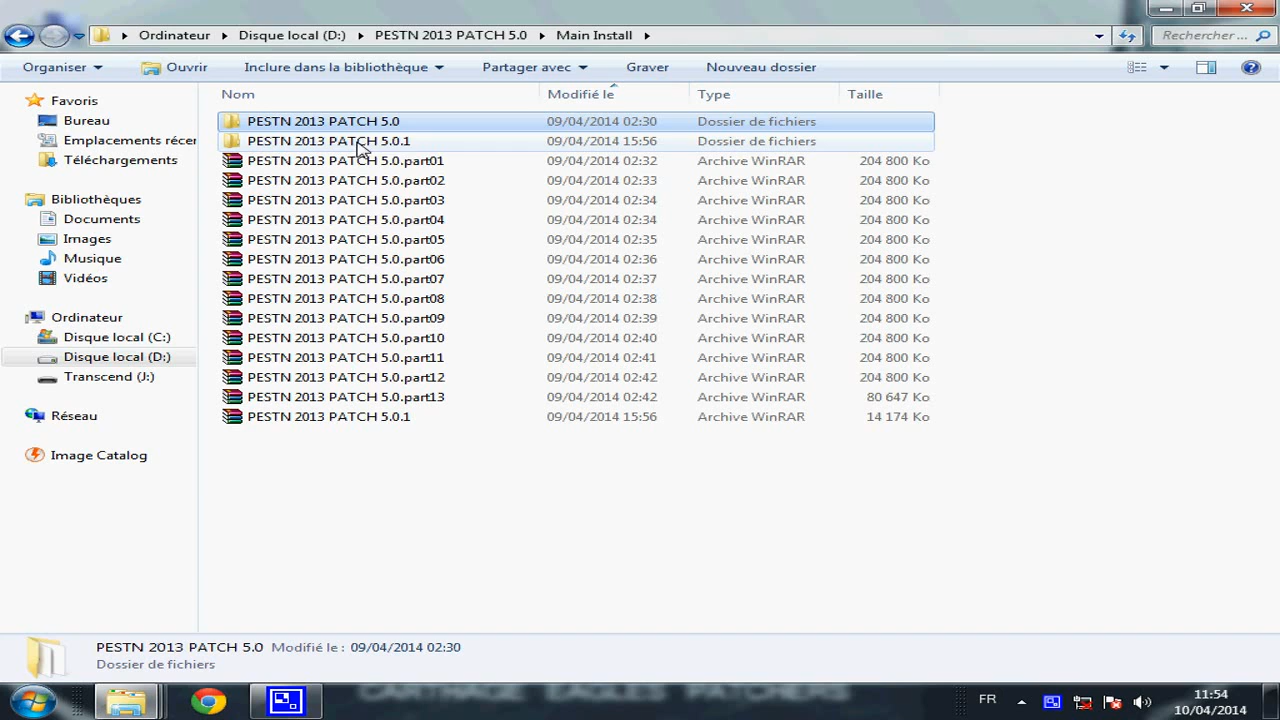 Ordinateur Disque local (D:) PESTN 2013 PATCH 5.0 Main Install Rechercher ...
Organiser Ouvrir Inclure dans la bibliothèque Partager avec Graver Nouveau dossier
Nom Modifié le Type Taille
Favoris
Bureau
Emplacements récer
Téléchargements
Bibliothèques
Documents
Images
Musique
Vidéos
Ordinateur
Disque local (C:)
Disque local (D:)
Transcend (J:)
Réseau
Image Catalog
PESTN 2013 PATCH 5.0 09/04/2014 02:30 Dossier de fichiers
PESTN 2013 PATCH 5.0.1 09/04/2014 15:56 Dossier de fichiers
PESTN 2013 PATCH 5.0.part01 09/04/2014 02:32 Archive WinRAR 204 800 Ko
PESTN 2013 PATCH 5.0.part02 09/04/2014 02:33 Archive WinRAR 204 800 Ko
PESTN 2013 PATCH 5.0.part03 09/04/2014 02:34 Archive WinRAR 204 800 Ko
PESTN 2013 PATCH 5.0.part04 09/04/2014 02:34 Archive WinRAR 204 800 Ko
PESTN 2013 PATCH 5.0.part05 09/04/2014 02:35 Archive WinRAR 204 800 Ko
PESTN 2013 PATCH 5.0.part06 09/04/2014 02:36 Archive WinRAR 204 800 Ko
PESTN 2013 PATCH 5.0.part07 09/04/2014 02:37 Archive WinRAR 204 800 Ko
PESTN 2013 PATCH 5.0.part08 09/04/2014 02:38 Archive WinRAR 204 800 Ko
PESTN 2013 PATCH 5.0.part09 09/04/2014 02:39 Archive WinRAR 204 800 Ko
PESTN 2013 PATCH 5.0.part10 09/04/2014 02:40 Archive WinRAR 204 800 Ko
PESTN 2013 PATCH 5.0.part11 09/04/2014 02:41 Archive WinRAR 204 800 Ko
PESTN 2013 PATCH 5.0.part12 09/04/2014 02:42 Archive WinRAR 204 800 Ko
PESTN 2013 PATCH 5.0.part13 09/04/2014 02:42 Archive WinRAR 80 647 Ko
PESTN 2013 PATCH 5.0.1 09/04/2014 15:56 Archive WinRAR 14 174 Ko
PESTN 2013 PATCH 5.0 Modifié le : 09/04/2014 02:30
Dossier de fichiers
FR 11:54
10/04/2014